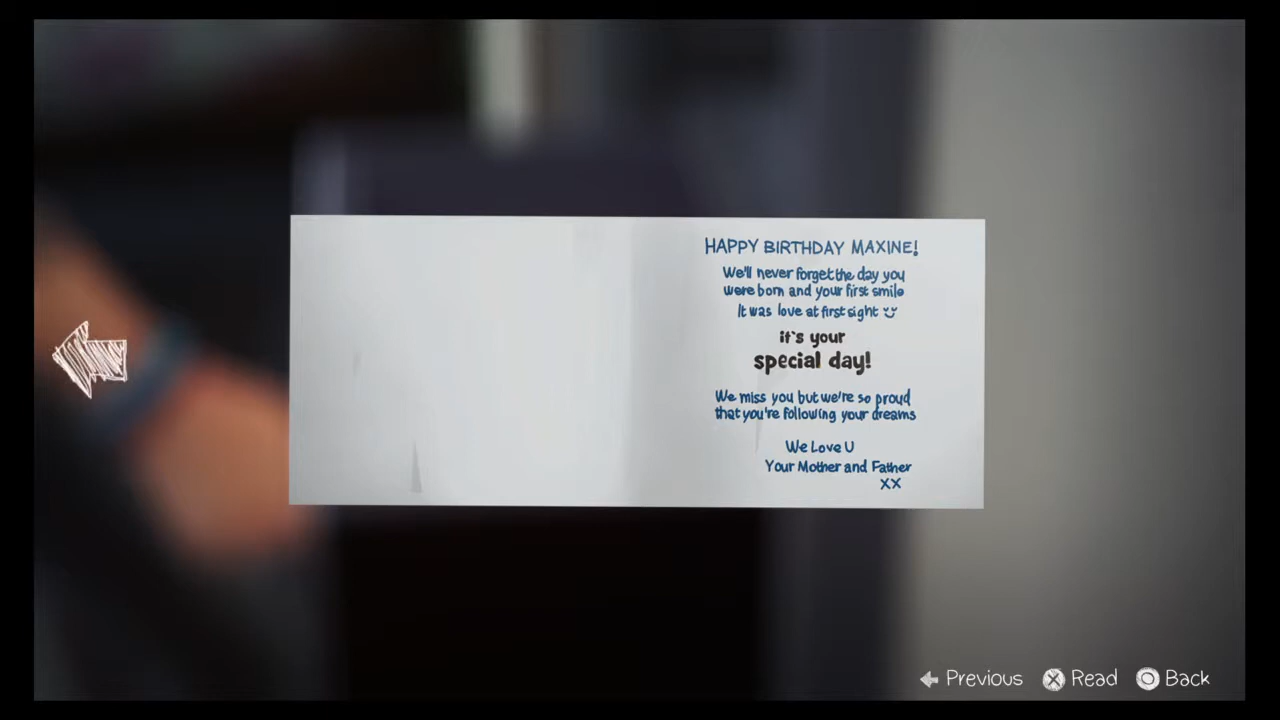 HAPPY BIRTHDAY MAXINE!
We'll never forget the day you
were born and your first smile
It was love at first sight
it's your
special day!
We miss you but we're so proud
that you're following your dreams
We Love U
Your Mother and Father
XX
Previous Read Back